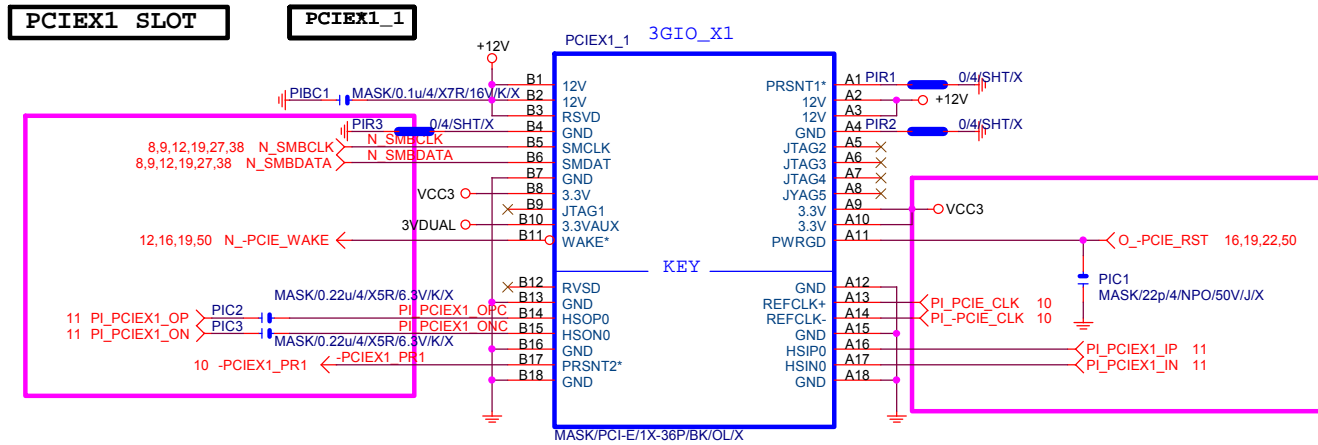 PCIEX1 SLOT
PCIEX1_1
+12V
PCIEX1_1
3GIO_X1
PIBC1 MASK/0.1u/4/X7R/16V/K/X
B1 12V
B2 12V
B3 RSVD
PIR3 0/4/SHT/X
B4 GND
8,9,12,19,27,38 N_SMBCLK N_SMBCLK B5 SMCLK
8,9,12,19,27,38 N_SMBDATA N_SMBDATA B6 SMDAT
B7 GND
VCC3 B8 3.3V
B9 JTAG1
3VDUAL B10 3.3VAUX
12,16,19,50 N_-PCIE_WAKE B11 WAKE*
KEY
B12 RVSD
MASK/0.22u/4/X5R/6.3V/K/X
B13 GND
11 PI_PCIEX1_OP PIC2 PI_PCIEX1_OPC B14 HSOP0
11 PI_PCIEX1_ON PIC3 PI_PCIEX1_ONC B15 HSON0
MASK/0.22u/4/X5R/6.3V/K/X
B16 GND
10 -PCIEX1_PR1 -PCIEX1_PR1 B17 PRSNT2*
B18 GND
PRSNT1* A1 PIR1 0/4/SHT/X
12V A2 +12V
12V A3
GND A4 PIR2 0/4/SHT/X
JTAG2 A5
JTAG3 A6
JTAG4 A7
JYAG5 A8
3.3V A9 VCC3
3.3V A10
PWRGD A11 O_-PCIE_RST 16,19,22,50
PIC1
MASK/22p/4/NPO/50V/J/X
GND A12
REFCLK+ A13 PI_PCIE_CLK 10
REFCLK- A14 PI_-PCIE_CLK 10
GND A15
HSIP0 A16 PI_PCIEX1_IP 11
HSIN0 A17 PI_PCIEX1_IN 11
GND A18
MASK/PCI-E/1X-36P/BK/OL/X